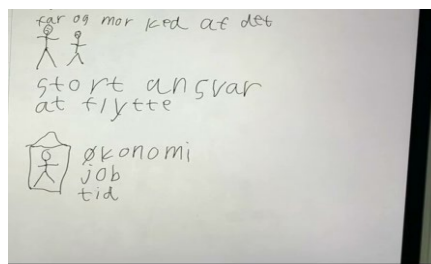 far og mor ked af det
stort ansvar
at flytte
økonomi
job
tid